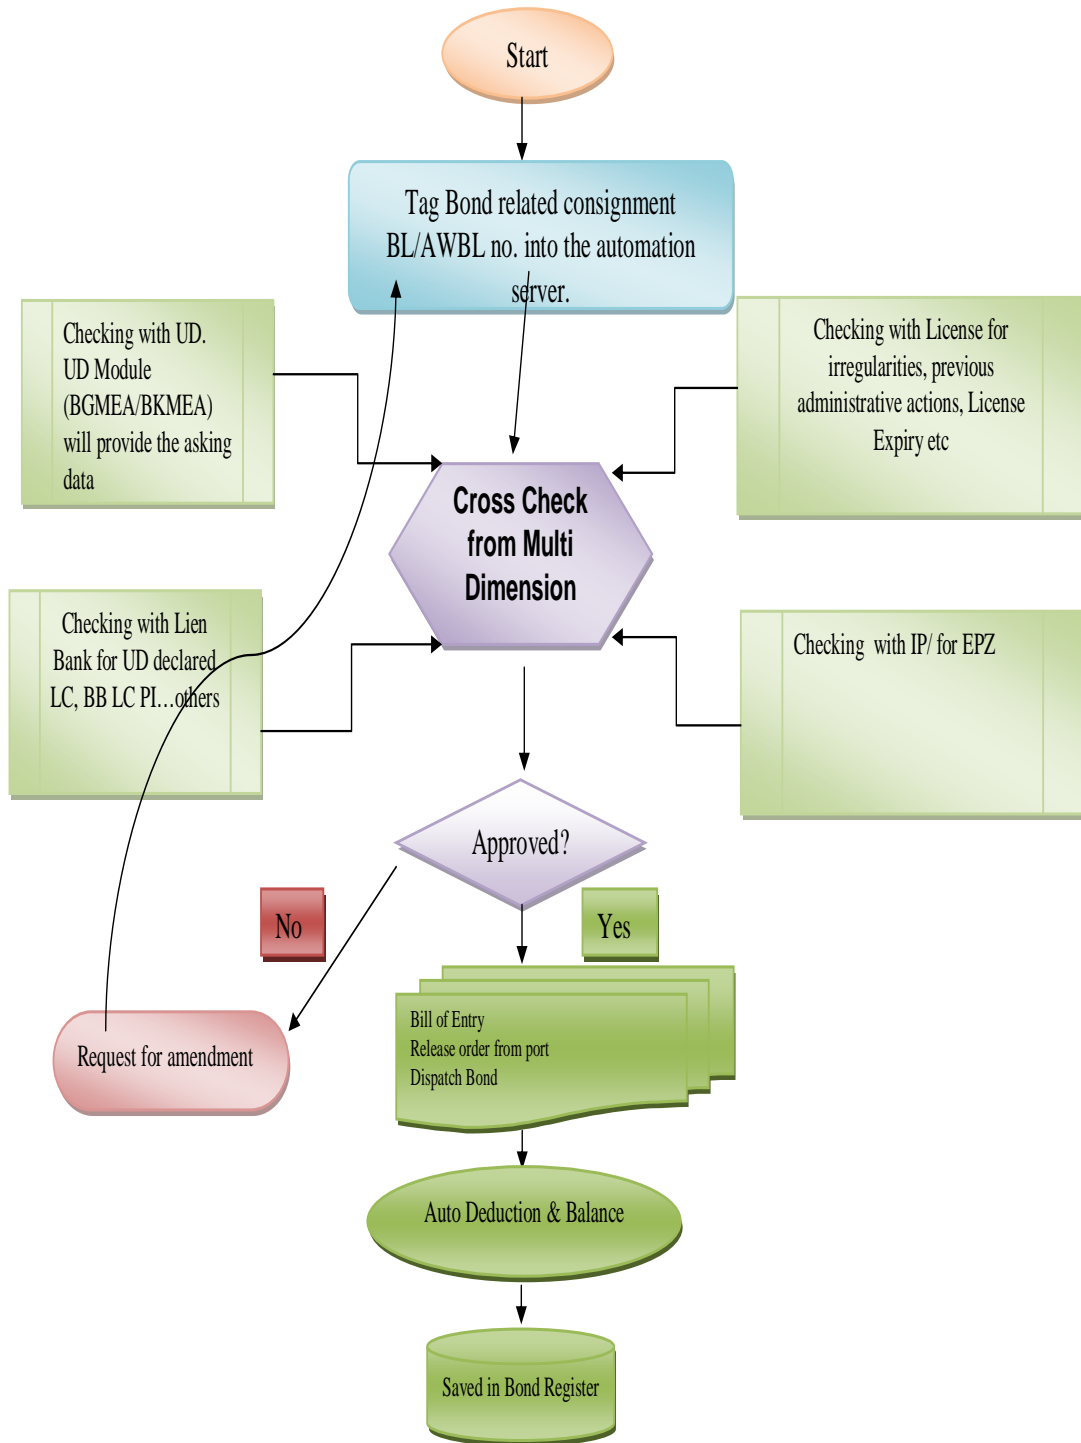 Start
Tag Bond related consignment
BL/AWBL no. into the automation
server.
Checking with UD.
UD Module
(BGMEA/BKMEA)
will provide the asking
data
Checking with License for
irregularities, previous
administrative actions, License
Expiry etc
Cross Check
from Multi
Dimension
Checking with Lien
Bank for UD declared
LC, BB LC PI…others
Checking with IP/ for EPZ
Approved?
No
Yes
Bill of Entry
Release order from port
Dispatch Bond
Request for amendment
Auto Deduction & Balance
Saved in Bond Register